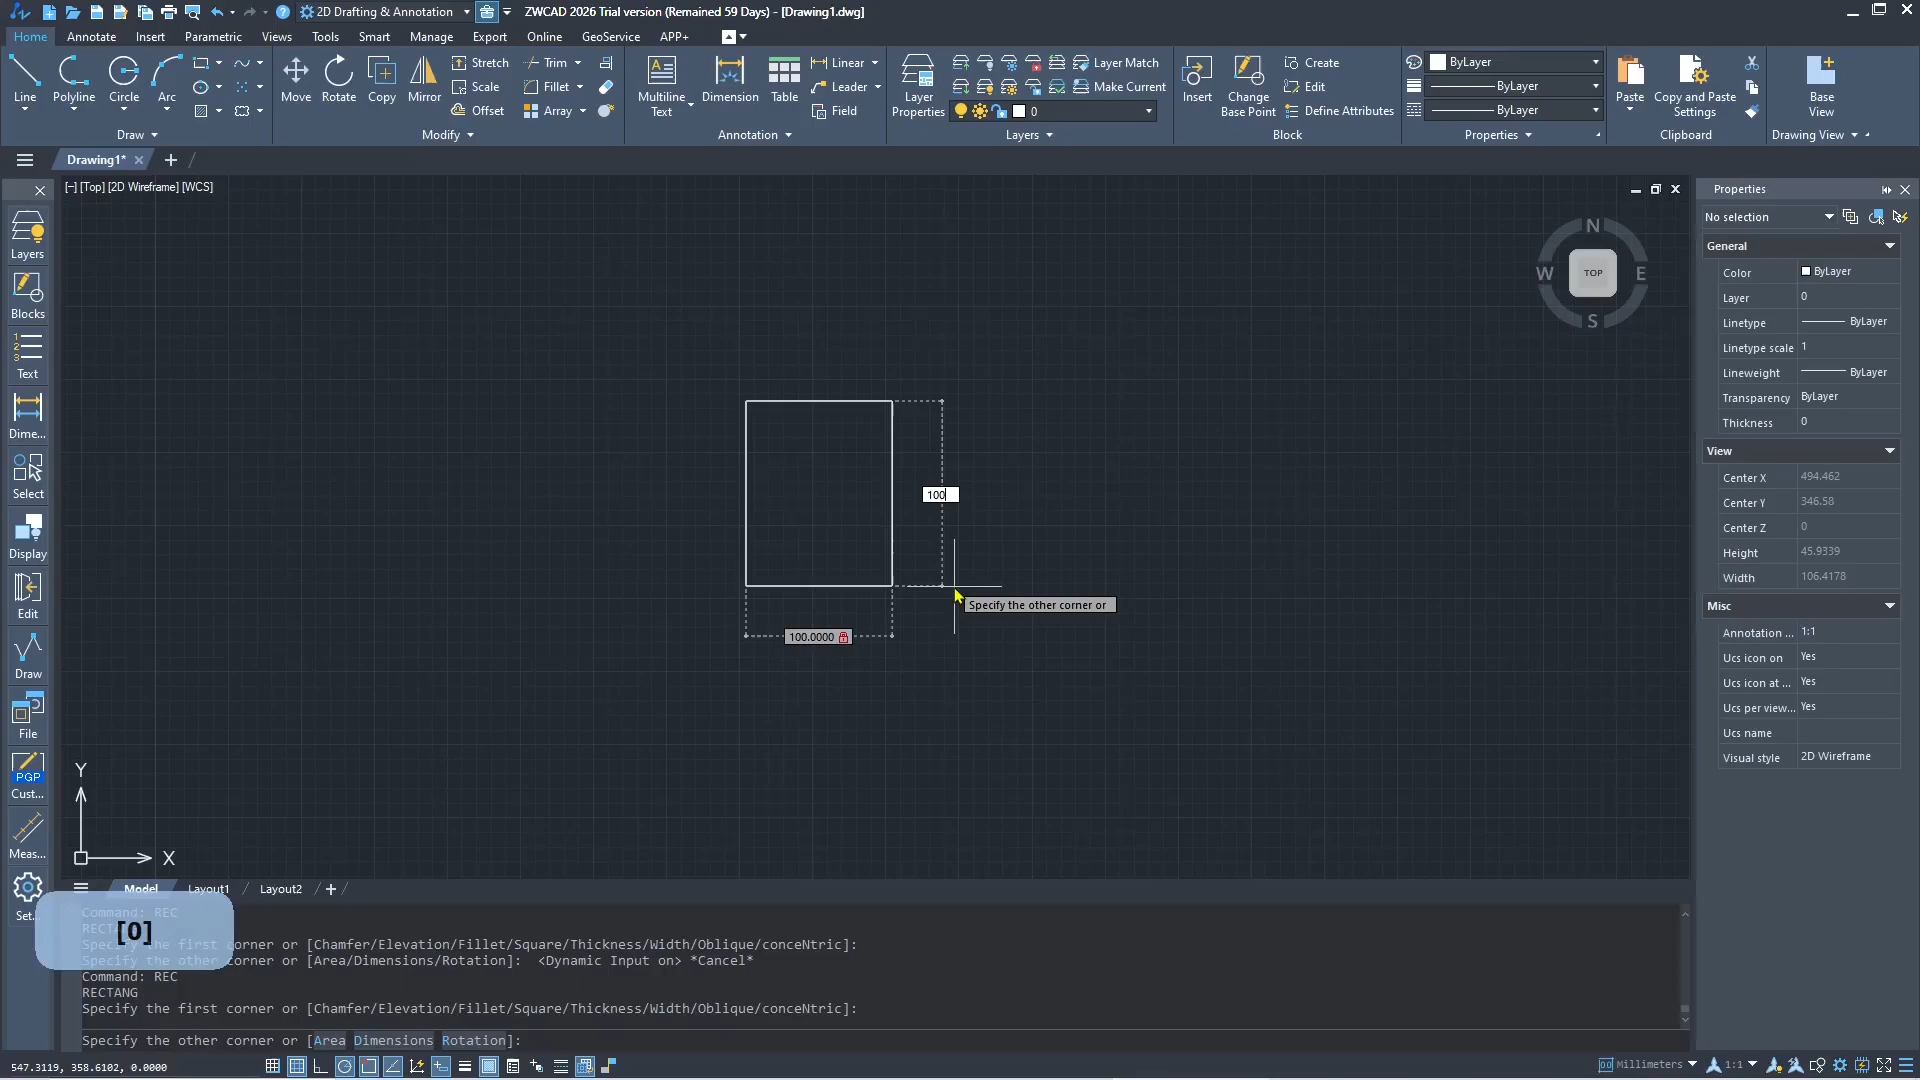 2D Drafting & Annotation
ZWCAD 2026 Trial version (Remained 59 Days) - [Drawing1.dwg]
Home Annotate Insert Parametric Views Tools Smart Manage Export Online GeoService APP+
Line Polyline Circle Arc
Draw
Move Rotate Copy Mirror
Stretch Trim
Scale Fillet
Offset Array
Modify
Multiline Text
Dimension
Table
Linear
Leader
Field
Annotation
Layer Properties
Layer Match
Make Current
0
Layers
Insert
Change Base Point
Create
Edit
Define Attributes
Block
ByLayer
ByLayer
ByLayer
Properties
Paste
Copy and Paste Settings
Clipboard
Base View
Drawing View
Drawing1*
[−] [Top] [2D Wireframe] [WCS]
Layers
Blocks
1
2
3
Text
Dime...
Select
Display
Edit
Draw
File
PGP
Cust...
Meas...
Set...
N
W
TOP
E
S
100
Specify the other corner or
100.0000
Y
X
Properties
No selection
General
Color ByLayer
Layer 0
Linetype ByLayer
Linetype scale 1
Lineweight ByLayer
Transparency ByLayer
Thickness 0
View
Center X 494.462
Center Y 346.58
Center Z 0
Height 45.9339
Width 106.4178
Misc
Annotation ... 1:1
Ucs icon on Yes
Ucs icon at ... Yes
Ucs per view... Yes
Ucs name
Visual style 2D Wireframe
Model Layout1 Layout2
[0]
Command: REC
Specify the first corner or [Chamfer/Elevation/Fillet/Square/Thickness/Width/Oblique/conceNtric]:
Specify the other corner or [Area/Dimensions/Rotation]: <Dynamic Input on> *Cancel*
Command: REC
RECTANG
Specify the first corner or [Chamfer/Elevation/Fillet/Square/Thickness/Width/Oblique/conceNtric]:
Specify the other corner or [Area Dimensions Rotation]:
547.3119, 358.6102, 0.0000
Millimeters
1:1